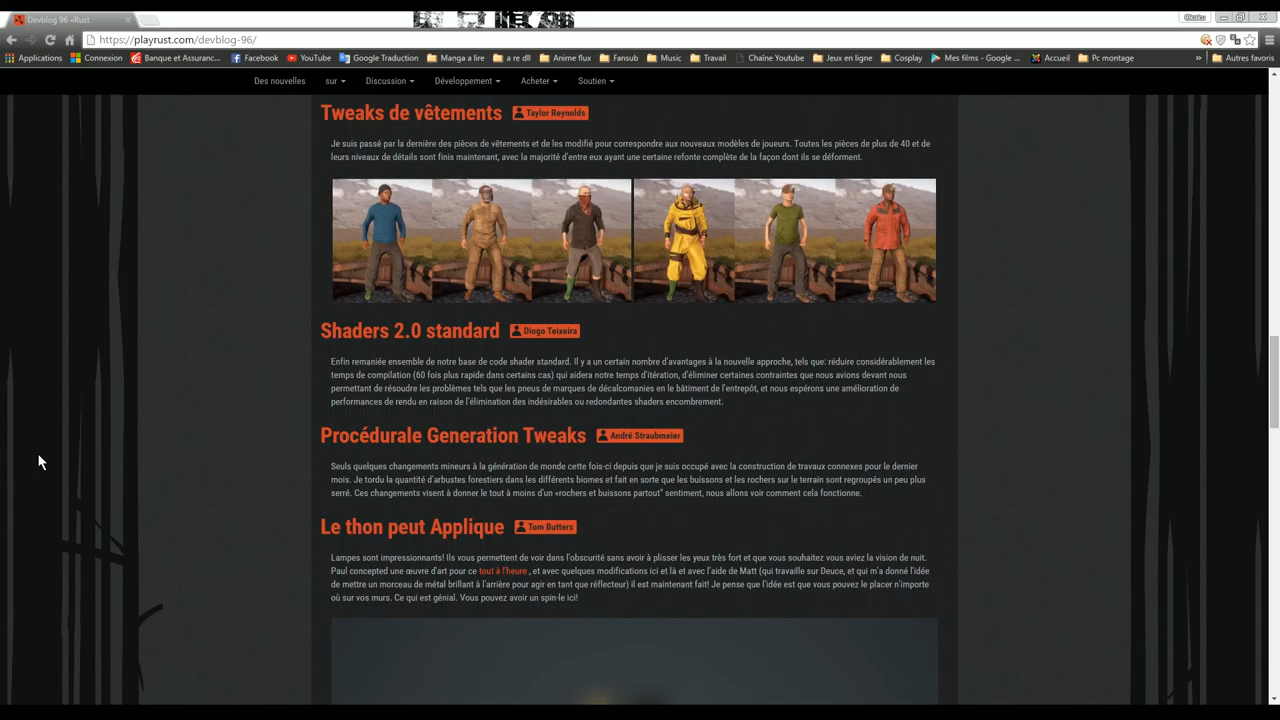 Devblog 96 «Rust
Okaku
https://playrust.com/devblog-96/
Applications Connexion Banque et Assuranc... Facebook YouTube Google Traduction Manga a lire a re dll Anime flux Fansub Music Travail Chaîne Youtube Jeux en ligne Cosplay Mes films - Google ... Accueil Pc montage » Autres favoris
Des nouvelles sur Discussion Développement Acheter Soutien
Tweaks de vêtements Taylor Reynolds
Je suis passé par la dernière des pièces de vêtements et de les modifié pour correspondre aux nouveaux modèles de joueurs. Toutes les pièces de plus de 40 et de
leurs niveaux de détails sont finis maintenant, avec la majorité d'entre eux ayant une certaine refonte complète de la façon dont ils se déforment.
Shaders 2.0 standard Diogo Teixeira
Enfin remaniée ensemble de notre base de code shader standard. Il y a un certain nombre d'avantages à la nouvelle approche, tels que: réduire considérablement les
temps de compilation (60 fois plus rapide dans certains cas) qui aidera notre temps d'itération, d'éliminer certaines contraintes que nous avions devant nous
permettant de résoudre les problèmes tels que les pneus de marques de décalcomanies en le bâtiment de l'entrepôt, et nous espérons une amélioration de
performances de rendu en raison de l'élimination des indésirables ou redondantes shaders encombrement.
Procédurale Generation Tweaks André Straubmeier
Seuls quelques changements mineurs à la génération de monde cette fois-ci depuis que je suis occupé avec la construction de travaux connexes pour le dernier
mois. Je tordu la quantité d'arbustes forestiers dans les différents biomes et fait en sorte que les buissons et les rochers sur le terrain sont regroupés un peu plus
serré. Ces changements visent à donner le tout à moins d'un «rochers et buissons partout" sentiment, nous allons voir comment cela fonctionne.
Le thon peut Applique Tom Butters
Lampes sont impressionnants! Ils vous permettent de voir dans l'obscurité sans avoir à plisser les yeux très fort et que vous souhaitez vous aviez la vision de nuit.
Paul concepted une œuvre d'art pour ce tout à l'heure , et avec quelques modifications ici et là et avec l'aide de Matt (qui travaille sur Deuce, et qui m'a donné l'idée
de mettre un morceau de métal brillant à l'arrière pour agir en tant que réflecteur) il est maintenant fait! Je pense que l'idée est que vous pouvez le placer n'importe
où sur vos murs. Ce qui est génial. Vous pouvez avoir un spin-le ici!